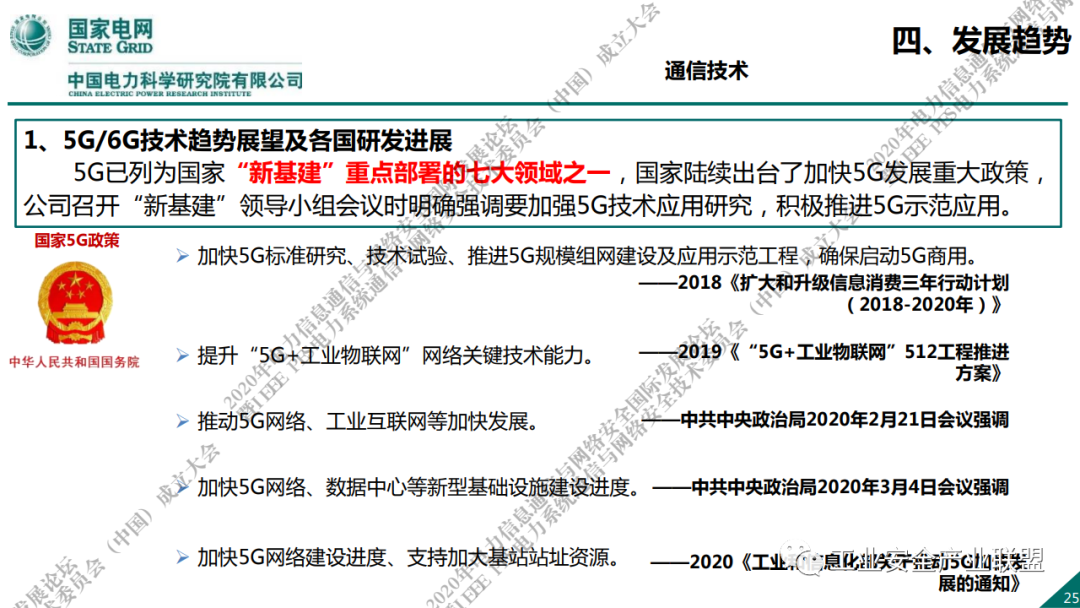 国家电网
STATE GRID
中国电力科学研究院有限公司
CHINA ELECTRIC POWER RESEARCH INSTITUTE
四、发展趋势
通信技术
1、5G/6G技术趋势展望及各国研发进展
5G已列为国家“新基建”重点部署的七大领域之一，国家陆续出台了加快5G发展重大政策，
公司召开“新基建”领导小组会议时明确强调要加强5G技术应用研究，积极推进5G示范应用。
国家5G政策
中华人民共和国国务院
加快5G标准研究、技术试验、推进5G规模组网建设及应用示范工程，确保启动5G商用。
——2018《扩大和升级信息消费三年行动计划
（2018-2020年）》
提升“5G+工业物联网”网络关键技术能力。
——2019《“5G+工业物联网”512工程推进
方案》
推动5G网络、工业互联网等加快发展。
——中共中央政治局2020年2月21日会议强调
加快5G网络、数据中心等新型基础设施建设进度。
——中共中央政治局2020年3月4日会议强调
加快5G网络建设进度、支持加大基站站址资源。
——2020《工业和信息化部关于推动5G加快发
展的通知》
工业安全产业联盟
25
2020年电力信息通信与网络安全国际发展论坛
暨IEEE PES电力系统通信与网络安全技术委员会（中国）成立大会